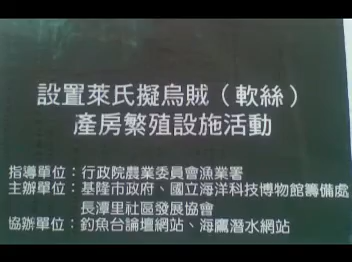 設置萊氏擬烏賊（軟絲）
產房繁殖設施活動
指導單位：行政院農業委員會漁業署
主辦單位：基隆市政府、國立海洋科技博物館籌備處
長潭里社區發展協會
協辦單位：釣魚台論壇網站、海鷹潛水網站